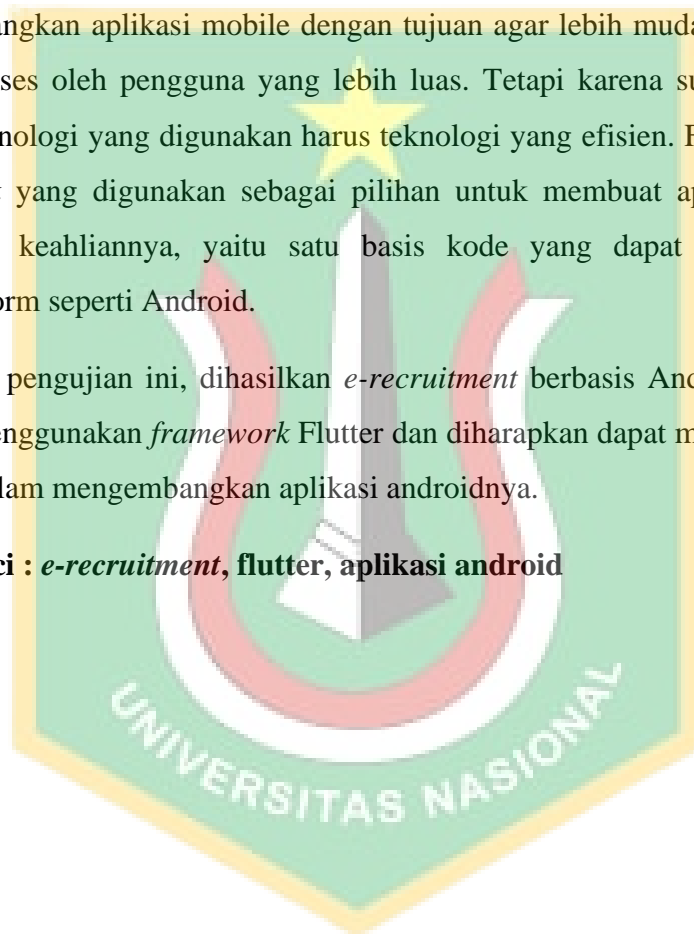 angkan aplikasi mobile dengan tujuan agar lebih muda
ses oleh pengguna yang lebih luas. Tetapi karena su
nologi yang digunakan harus teknologi yang efisien. F
yang digunakan sebagai pilihan untuk membuat ap
keahliannya, yaitu satu basis kode yang dapat
orm seperti Android.
pengujian ini, dihasilkan e-recruitment berbasis And
enggunakan framework Flutter dan diharapkan dapat m
lam mengembangkan aplikasi androidnya.
ci : e-recruitment, flutter, aplikasi android
UNIVERSITAS NASIONAL